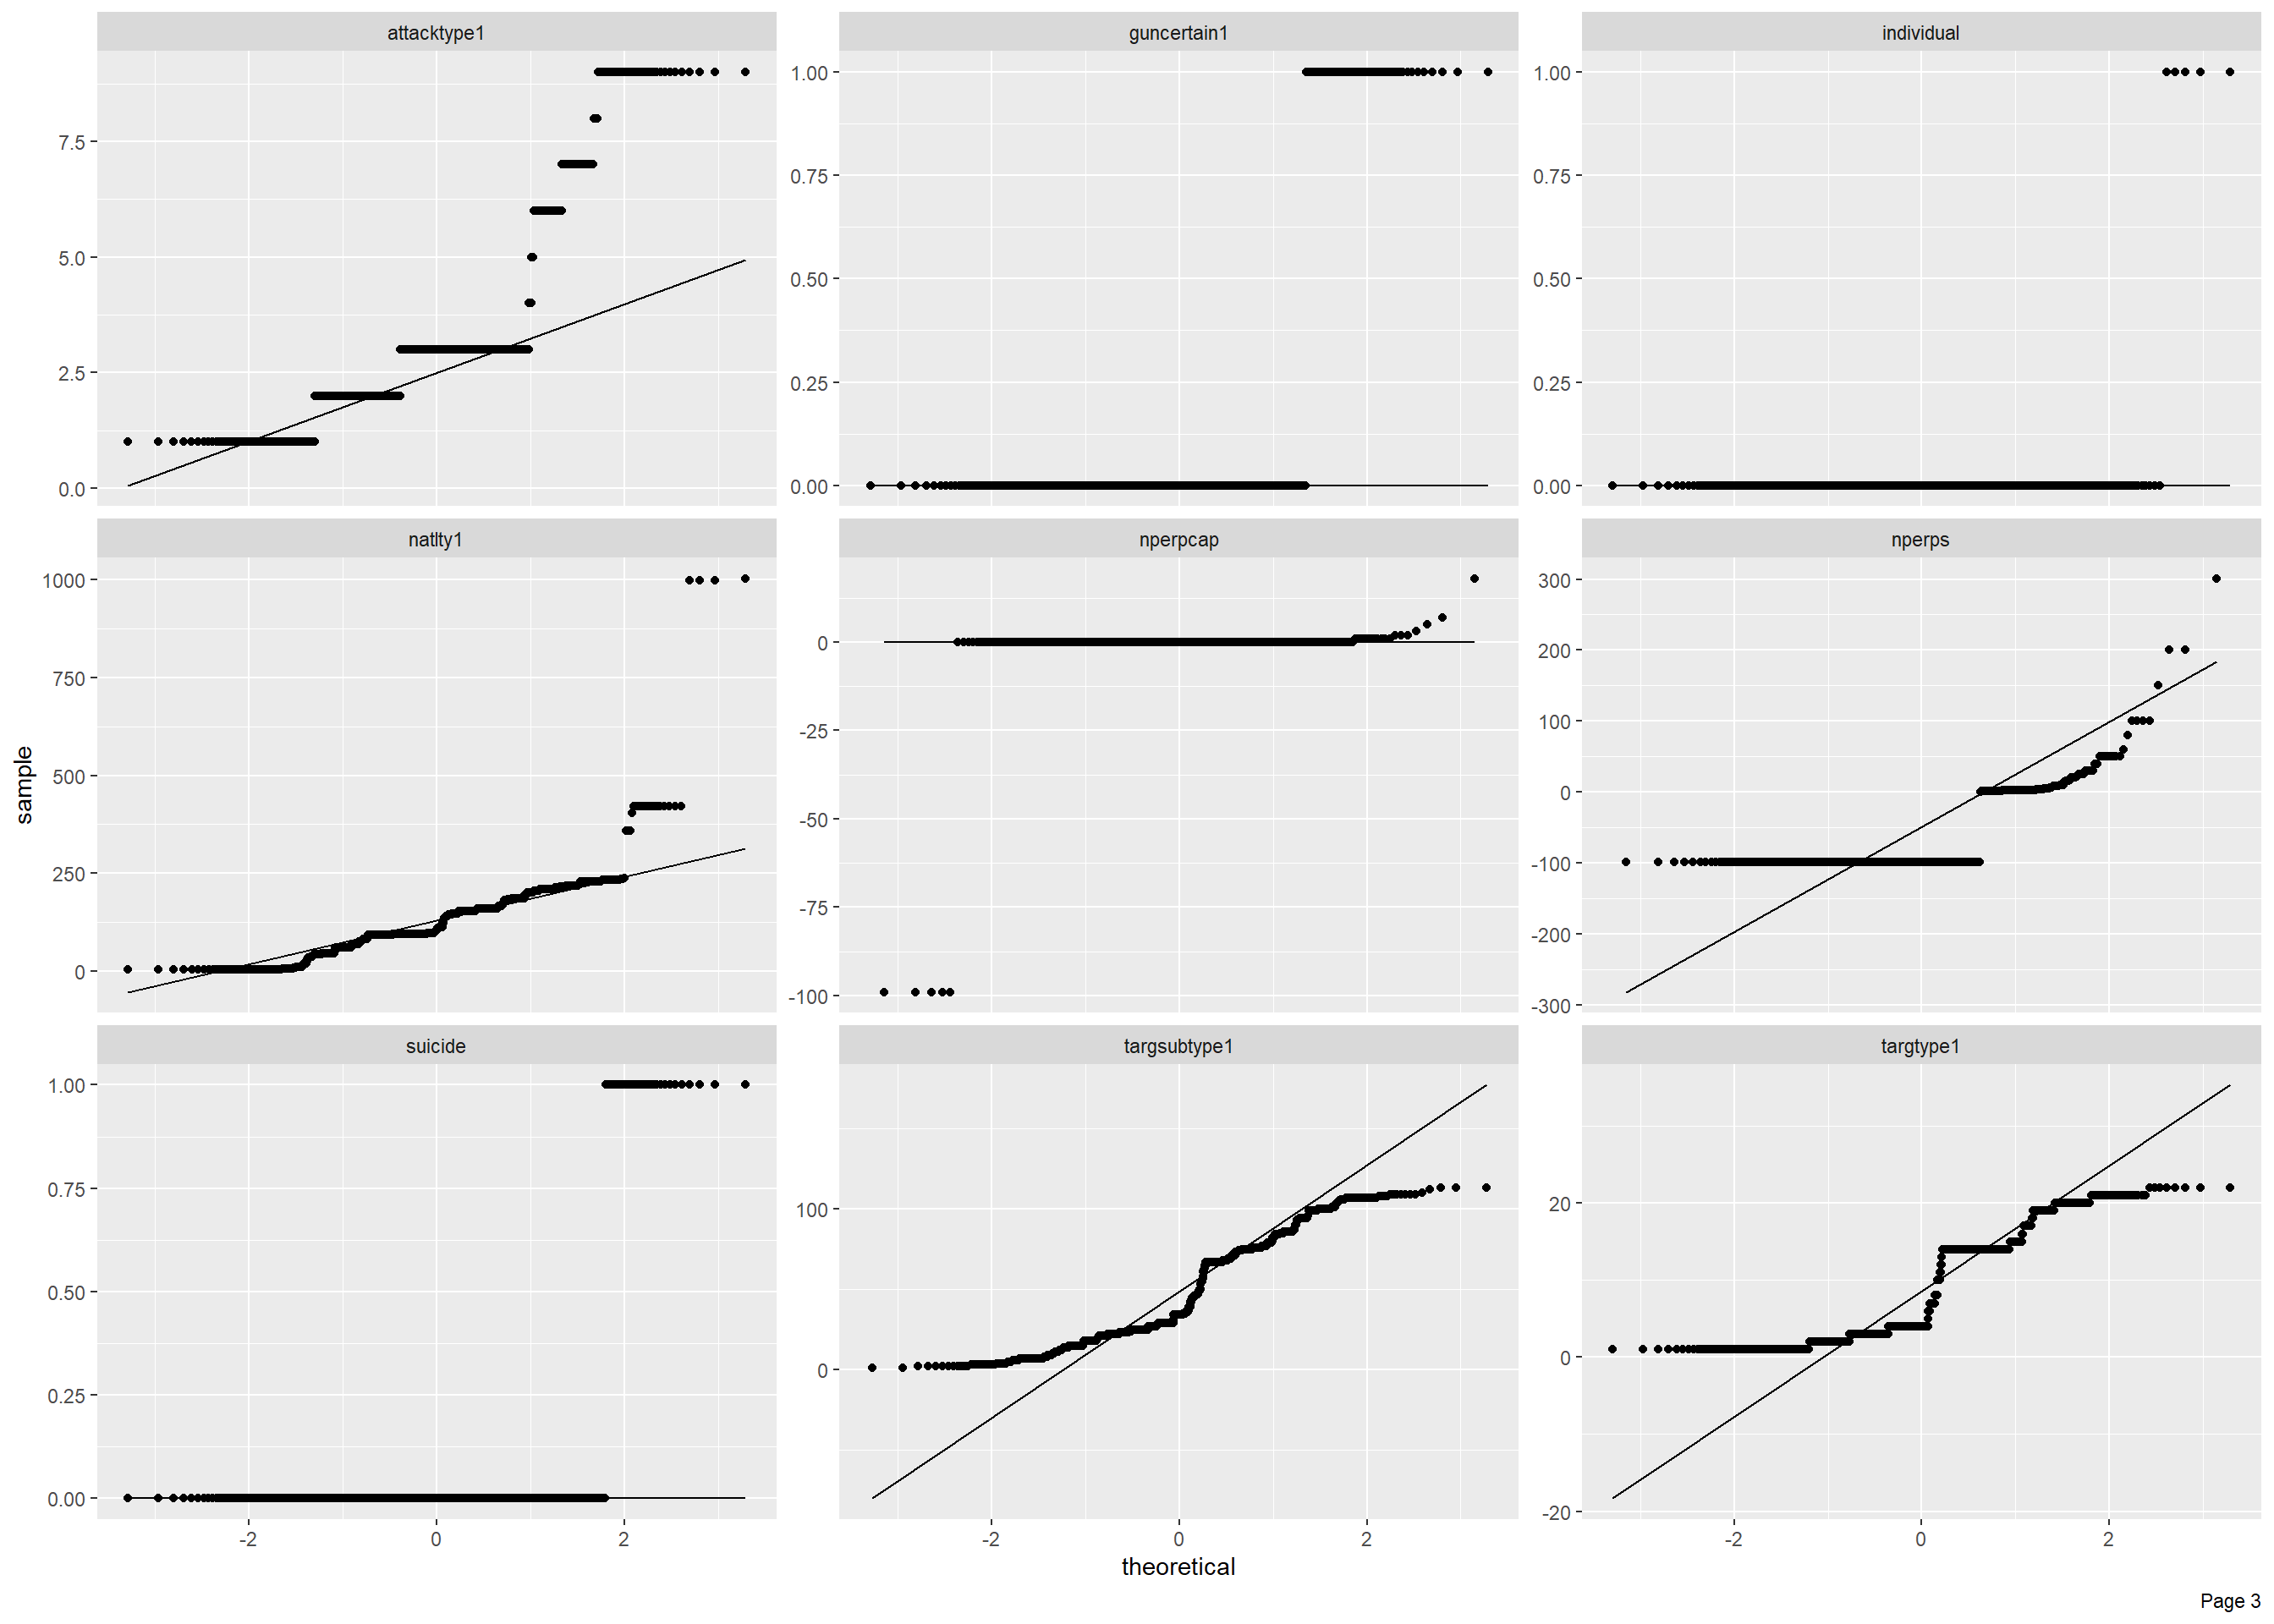 attacktype1 guncertain1 individual
7.5 5.0 2.5 0.0
1.00 0.75 0.50 0.25 0.00
1.00 0.75 0.50 0.25 0.00
natlty1 nperpcap nperps
1000 750 500 250 0
0 -25 -50 -75 -100
300 200 100 0 -100 -200 -300
sample
suicide targsubtype1 targtype1
1.00 0.75 0.50 0.25 0.00
100 0
20 0 -20
-2 0 2 -2 0 2 -2 0 2
theoretical
Page 3